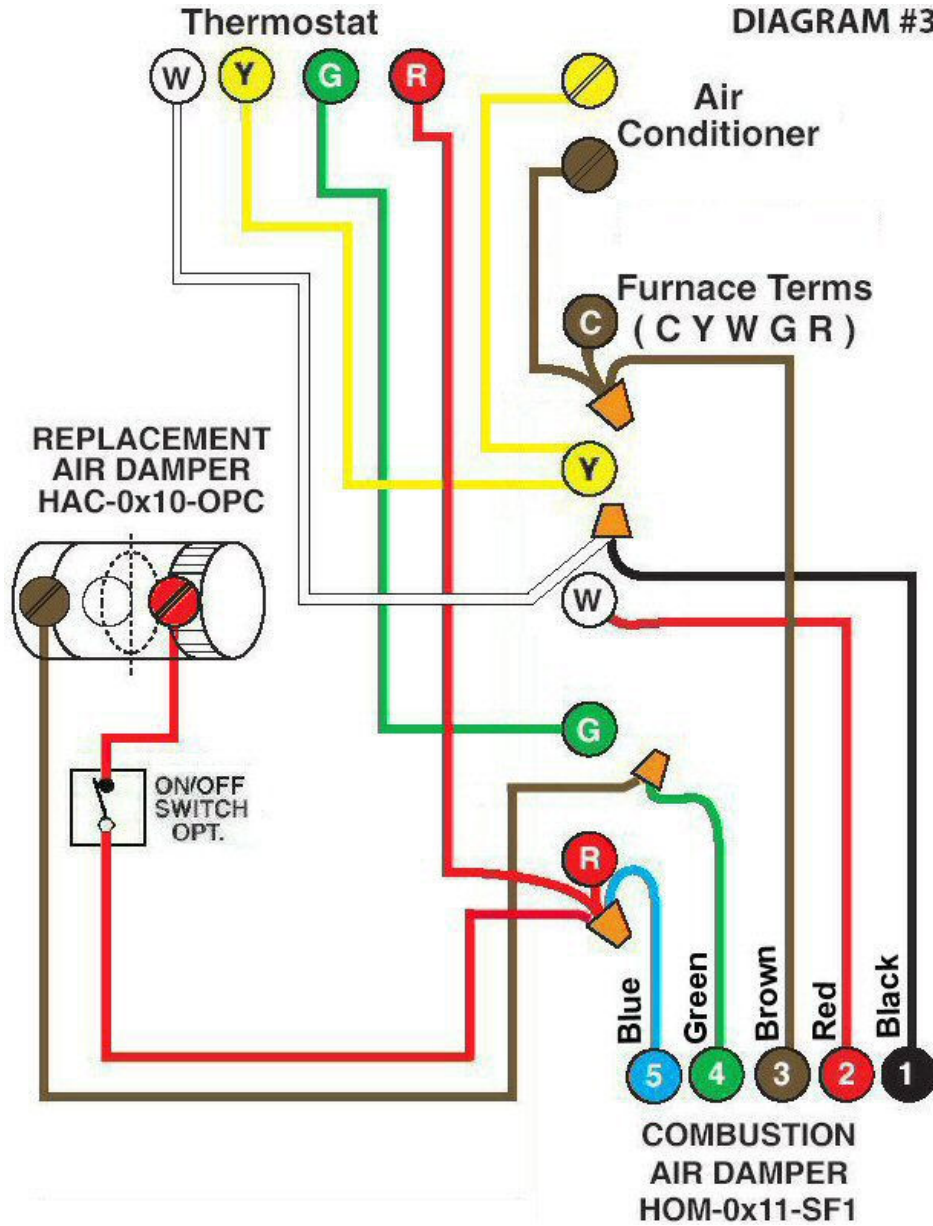 Thermostat
DIAGRAM #3
W Y G R
Air
Conditioner
Furnace Terms
( C Y W G R )
C
REPLACEMENT
AIR DAMPER
HAC-0x10-OPC
Y
W
G
ON/OFF
SWITCH
OPT.
R
Blue
Green
Brown
Red
Black
5 4 3 2 1
COMBUSTION
AIR DAMPER
HOM-0x11-SF1